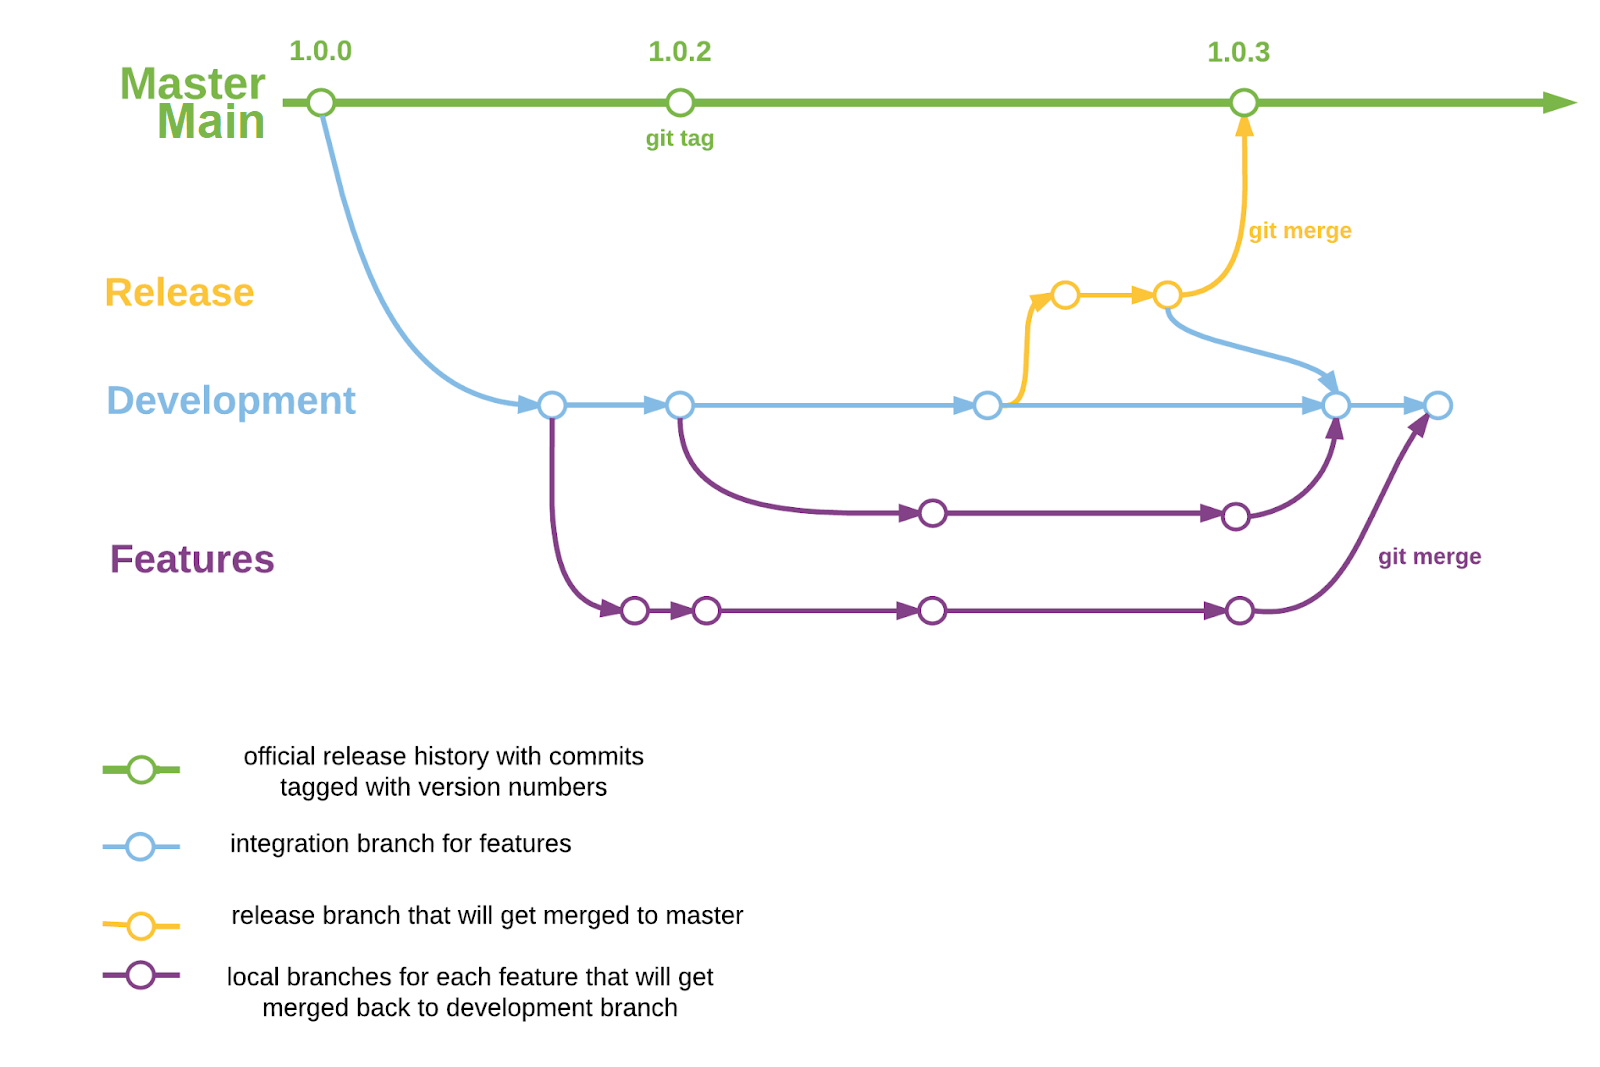 1.0.0
1.0.2
1.0.3
Master
Main
git tag
git merge
Release
Development
Features
git merge
official release history with commits
tagged with version numbers
integration branch for features
release branch that will get merged to master
local branches for each feature that will get
merged back to development branch